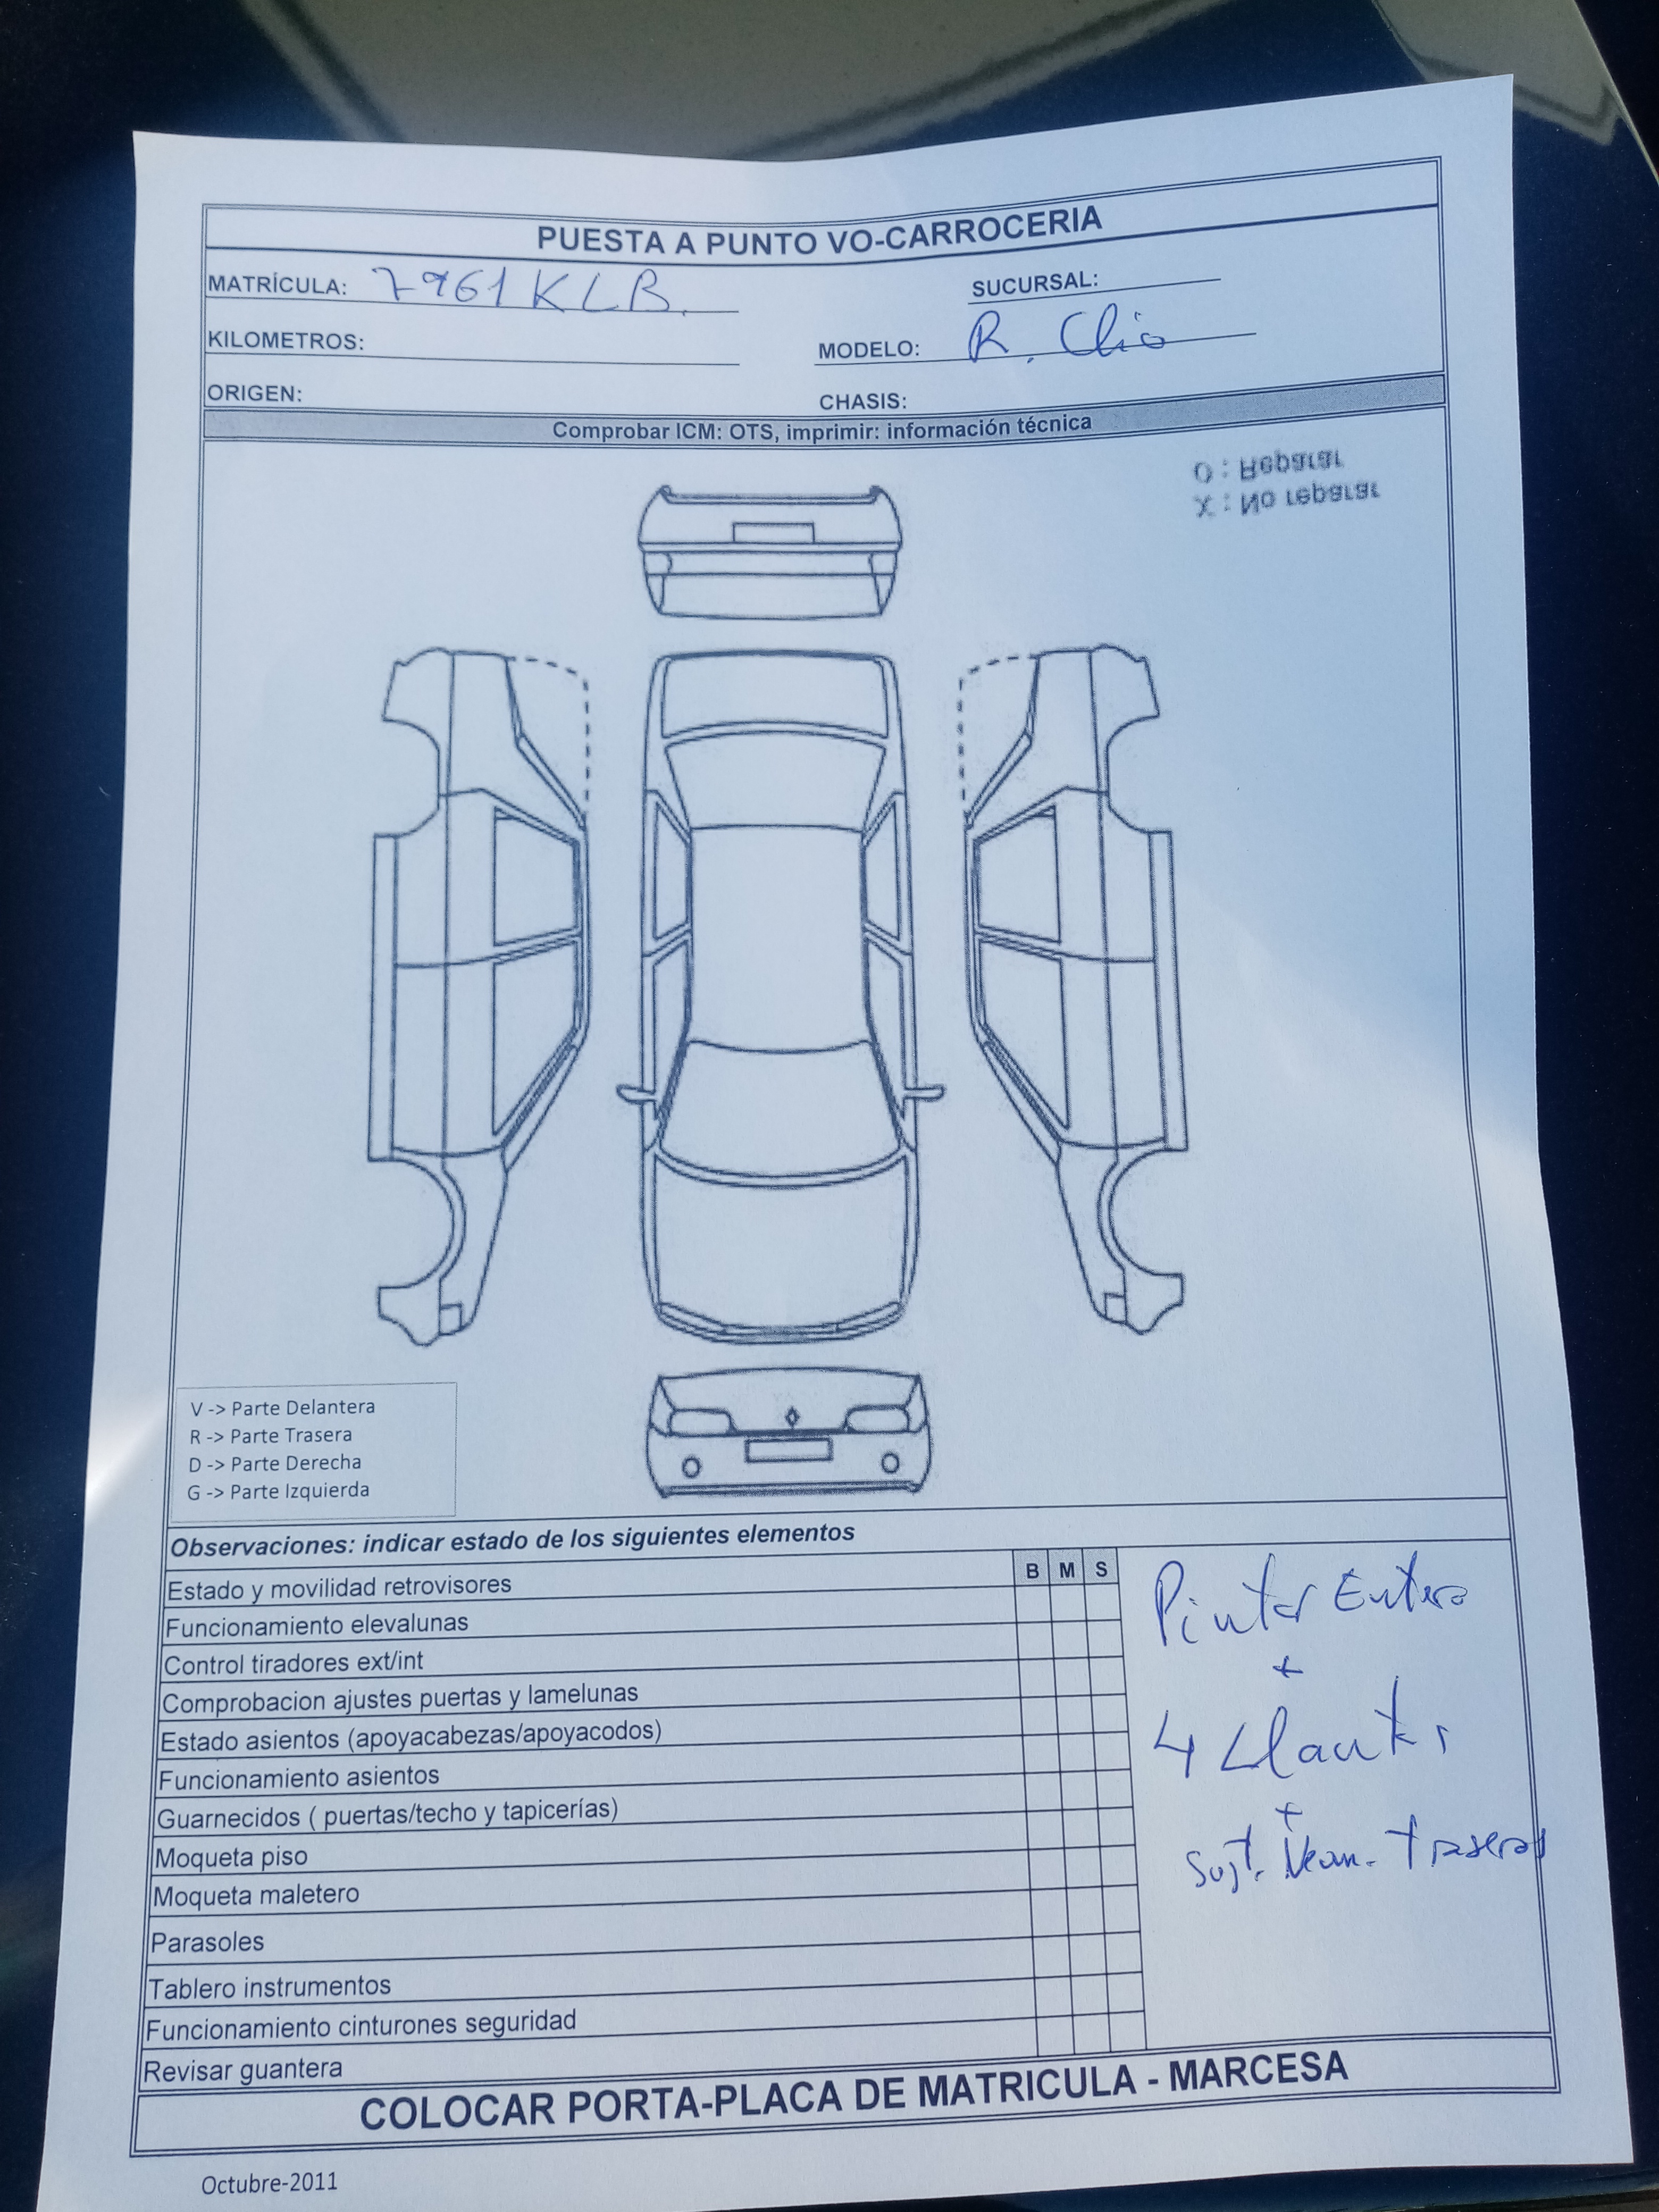 PUESTA A PUNTO VO-CARROCERIA
MATRÍCULA: 7961 KLB.
SUCURSAL:
KILOMETROS:
MODELO: R. Clio
ORIGEN:
CHASIS:
Comprobar ICM: OTS, imprimir: información técnica
O : Reparar
X : No reparar
V -> Parte Delantera
R -> Parte Trasera
D -> Parte Derecha
G -> Parte Izquierda
Observaciones: indicar estado de los siguientes elementos
B M S
Estado y movilidad retrovisores
Funcionamiento elevalunas
Control tiradores ext/int
Comprobacion ajustes puertas y lamelunas
Estado asientos (apoyacabezas/apoyacodos)
Funcionamiento asientos
Guarnecidos ( puertas/techo y tapicerías)
Moqueta piso
Moqueta maletero
Parasoles
Tablero instrumentos
Funcionamiento cinturones seguridad
Revisar guantera
Pintar Entero
+
4 Llantas
+
Sust. Neum. Traseros
COLOCAR PORTA-PLACA DE MATRICULA - MARCESA
Octubre-2011